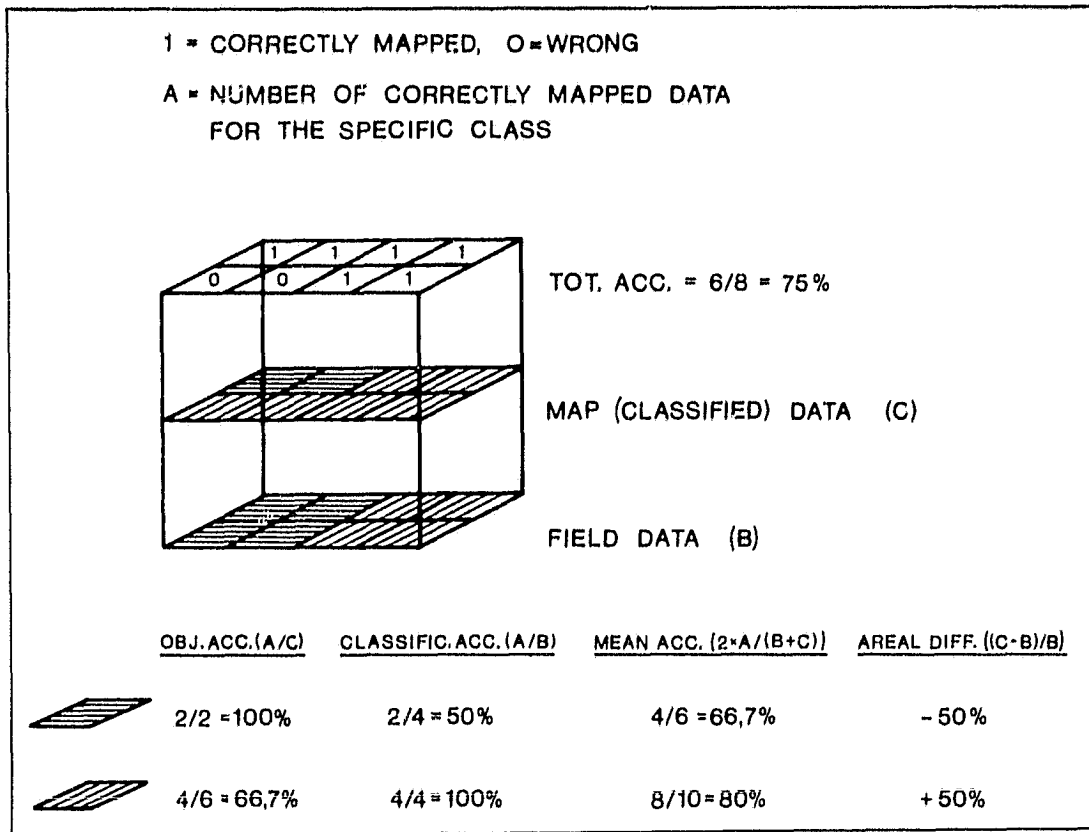 1 = CORRECTLY MAPPED, 0=WRONG
A = NUMBER OF CORRECTLY MAPPED DATA
FOR THE SPECIFIC CLASS
1 1 1 1
0 0 1 1
TOT. ACC. = 6/8 = 75%
MAP (CLASSIFIED) DATA (C)
FIELD DATA (B)
OBJ. ACC. (A/C) CLASSIFIC. ACC. (A/B) MEAN ACC. (2*A/(B+C)) AREAL DIFF. ((C-B)/B)
2/2 =100% 2/4 = 50% 4/6 =66,7% -50%
4/6 = 66,7% 4/4 = 100% 8/10= 80% +50%